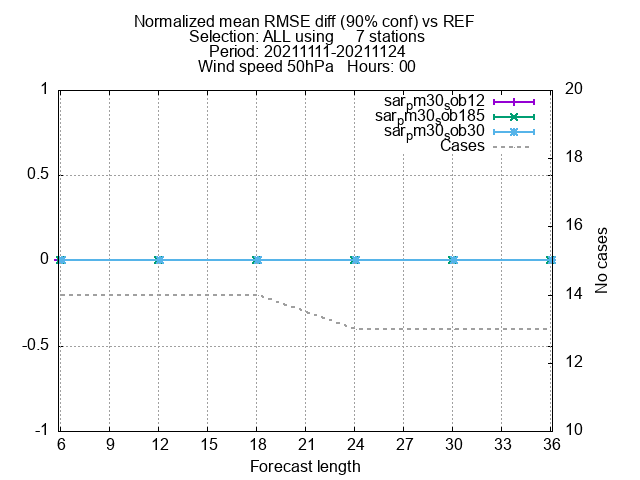 Normalized mean RMSE diff (90% conf) vs REF
Selection: ALL using 7 stations
Period: 20211111-20211124
Wind speed 50hPa Hours: 00
1
0.5
0
-0.5
-1
20
18
16
14
12
10
No cases
sarpm30sob12
sarpm30sob185
sarpm30sob30
Cases
6 9 12 15 18 21 24 27 30 33 36
Forecast length